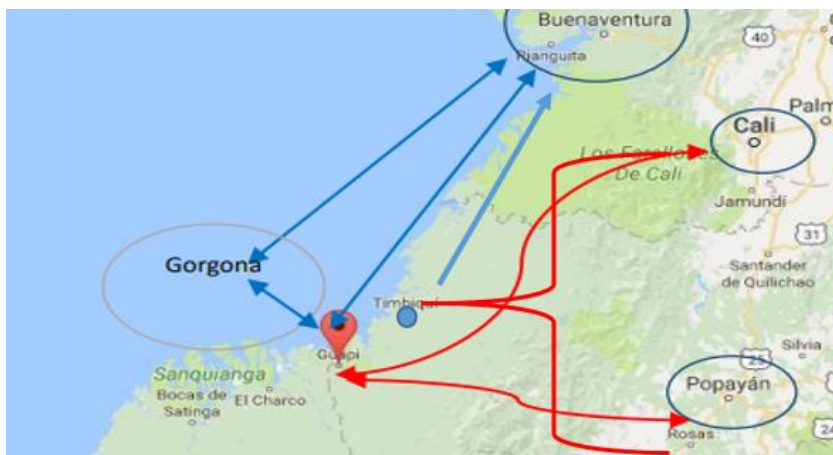 Buenaventura
Pianguita
40
Cali
Palm
Los Farallones
De Cali
Jamundí
31
Gorgona
Santander
de Quilichao
Timbiquí
Guapi
25
Silvia
Sanquianga
Popayán
Bocas de
Satinga
El Charco
Rosas
24